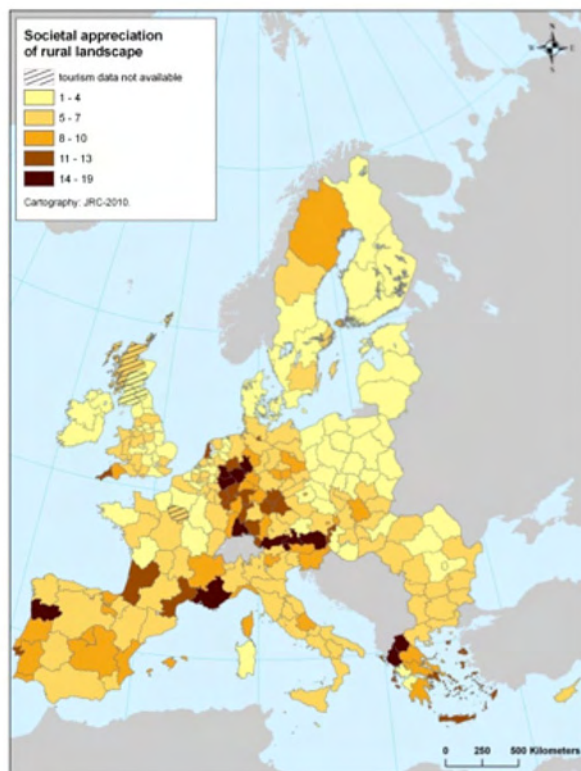 Societal appreciation
of rural landscape
tourism data not available
1 - 4
5 - 7
8 - 10
11 - 13
14 - 19
Cartography: JRC-2010.
N
W
E
S
0 250 500 Kilometers